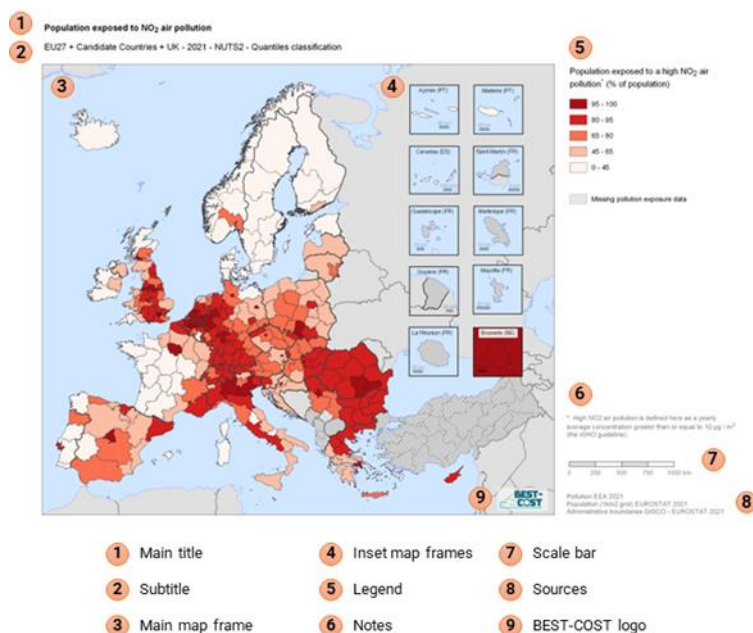 1 Population exposed to NO₂ air pollution
2 EU27 + Candidate Countries + UK - 2021 - NUTS2 - Quantiles classification
3
4
5
Population exposed to a high NO₂ air
pollution* (% of population)
95 - 100
80 - 95
65 - 80
45 - 65
0 - 45
Missing pollution exposure data
Açores (PT)
Madeira (PT)
Canarias (ES)
Saint-Martin (FR)
Guadeloupe (FR)
Martinique (FR)
Guyane (FR)
Mayotte (FR)
La Réunion (FR)
Brussels (BE)
6
*: High NO2 air pollution is defined here as a yearly
average concentration greater than or equal to 10 µg / m³
(the WHO guideline).
7
0 250 500 750 1000 km
8
Pollution EEA 2021
Population (1km2 grid) EUROSTAT 2021
Administrative boundaries GISCO - EUROSTAT 2021
9 BEST-
COST
1 Main title
2 Subtitle
3 Main map frame
4 Inset map frames
5 Legend
6 Notes
7 Scale bar
8 Sources
9 BEST-COST logo